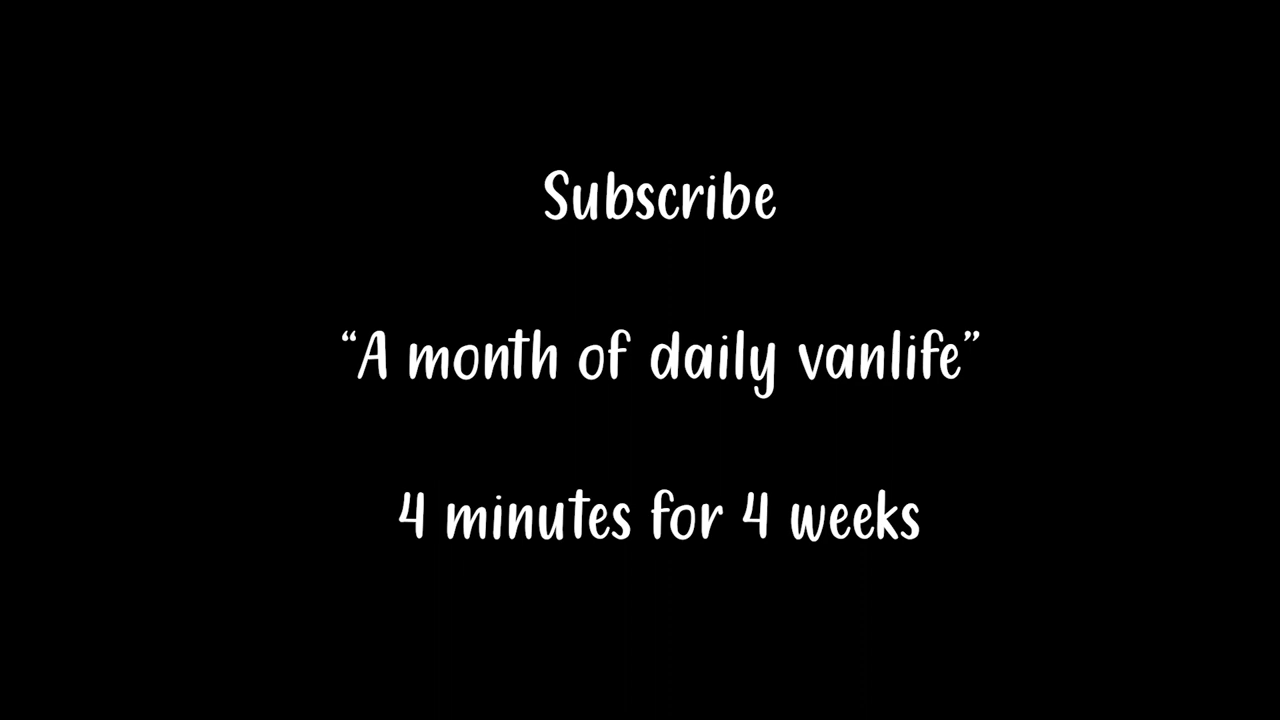 Subscribe
“A month of daily vanlife”
4 minutes for 4 weeks